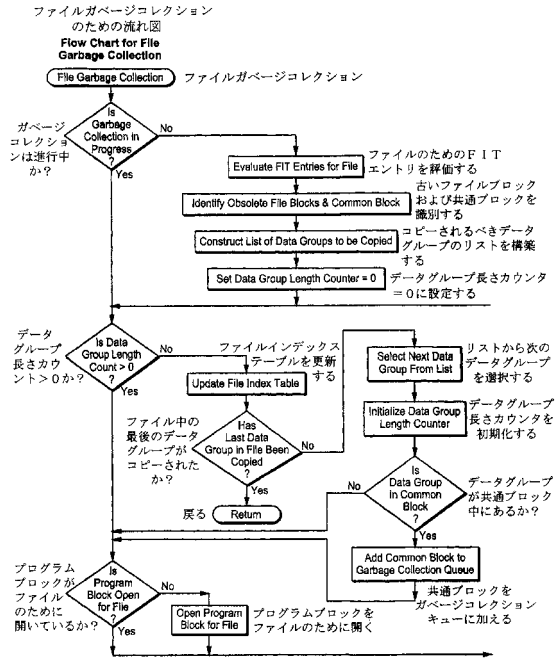 ファイルガベージコレクション
のための流れ図
Flow Chart for File
Garbage Collection
File Garbage Collection
ファイルガベージコレクション
Is
Garbage
Collection in
Progress
?
ガベージ
コレクション
は進行中
か?
No
Yes
Evaluate FIT Entries for File
ファイルのためのＦＩＴ
エントリを評価する
Identify Obsolete File Blocks & Common Block
古いファイルブロック
および共通ブロックを
識別する
Construct List of Data Groups to be Copied
コピーされるべきデータ
グループのリストを構築
する
Set Data Group Length Counter = 0
データグループ長さカウンタ
＝０に設定する
データ
グループ
長さカウ
ント＞０か?
Is Data
Group Length
Count > 0
?
No
Yes
ファイルインデックス
テーブルを更新
する
Update File Index Table
ファイル中の
最後のデータ
グループが
コピーされた
か?
Has
Last Data
Group in File Been
Copied
?
No
Yes
戻る
Return
Select Next Data
Group From List
リストから次の
データグループ
を選択する
Initialize Data Group
Length Counter
データグループ
長さカウンタを
初期化する
Is
Data Group
in Common
Block
?
No
Yes
データグループ
が共通ブロック
中にあるか?
Add Common Block to
Garbage Collection Queue
共通ブロックを
ガベージコレクション
キューに加える
プログラム
ブロックが
ファイル
のために
開いているか?
Is
Program
Block Open
for File
?
No
Yes
Open Program
Block for File
プログラムブロックを
ファイルのために開く